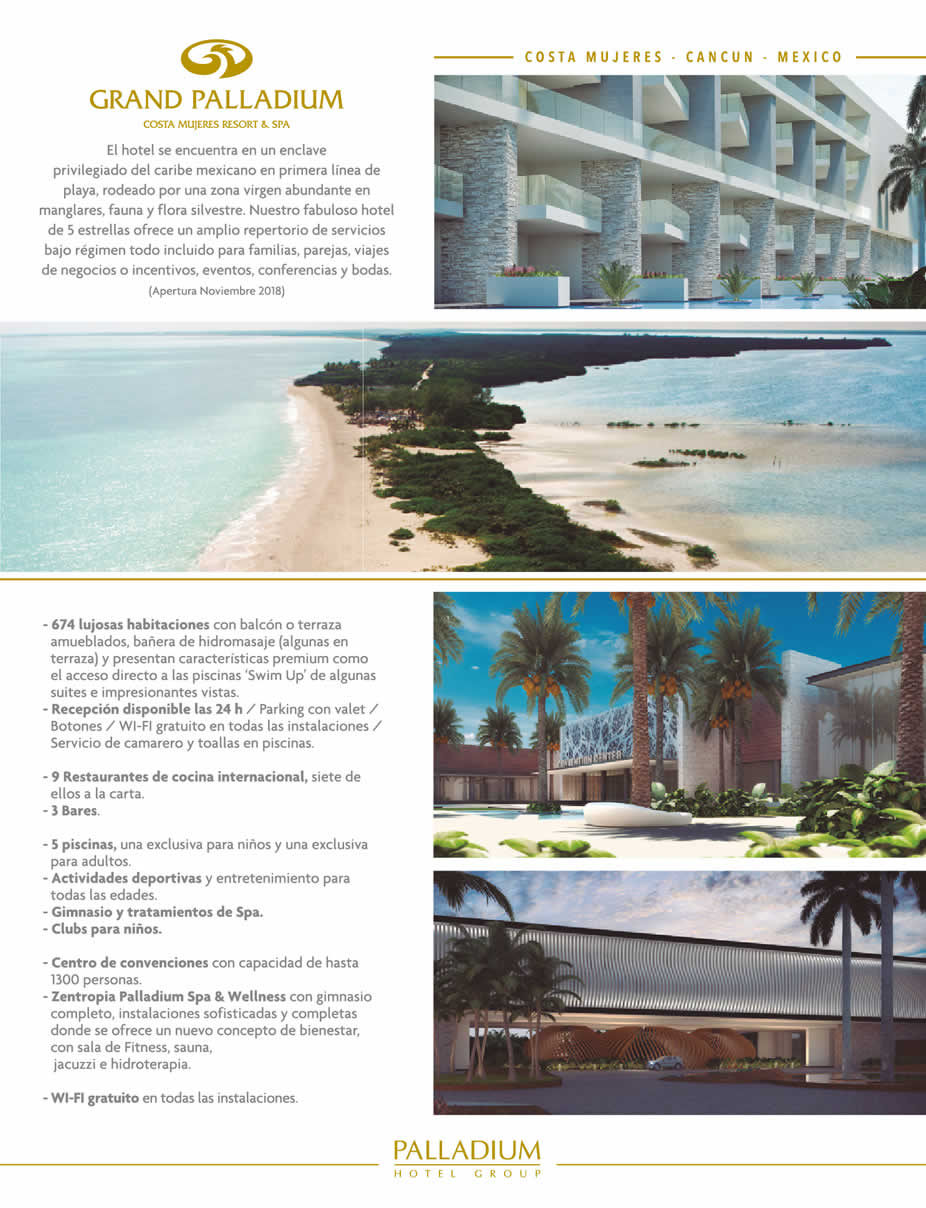 GRAND PALLADIUM
COSTA MUJERES RESORT & SPA
COSTA MUJERES - CANCUN - MEXICO
El hotel se encuentra en un enclave
privilegiado del caribe mexicano en primera línea de
playa, rodeado por una zona virgen abundante en
manglares, fauna y flora silvestre. Nuestro fabuloso hotel
de 5 estrellas ofrece un amplio repertorio de servicios
bajo régimen todo incluido para familias, parejas, viajes
de negocios o incentivos, eventos, conferencias y bodas.
(Apertura Noviembre 2018)
- 674 lujosas habitaciones con balcón o terraza
amueblados, bañera de hidromasaje (algunas en
terraza) y presentan características premium como
el acceso directo a las piscinas ‘Swim Up’ de algunas
suites e impresionantes vistas.
- Recepción disponible las 24 h / Parking con valet /
Botones / WI-FI gratuito en todas las instalaciones /
Servicio de camarero y toallas en piscinas.
- 9 Restaurantes de cocina internacional, siete de
ellos a la carta.
- 3 Bares.
- 5 piscinas, una exclusiva para niños y una exclusiva
para adultos.
- Actividades deportivas y entretenimiento para
todas las edades.
- Gimnasio y tratamientos de Spa.
- Clubs para niños.
- Centro de convenciones con capacidad de hasta
1300 personas.
- Zentropia Palladium Spa & Wellness con gimnasio
completo, instalaciones sofisticadas y completas
donde se ofrece un nuevo concepto de bienestar,
con sala de Fitness, sauna,
jacuzzi e hidroterapia.
- WI-FI gratuito en todas las instalaciones.
CONVENTION CENTER
PALLADIUM
HOTEL GROUP